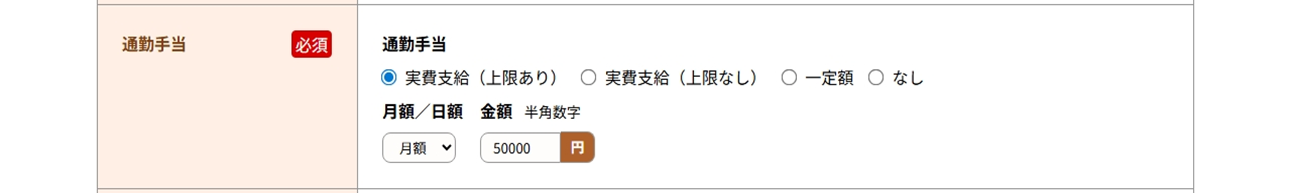 通勤手当 必須
通勤手当
実費支給（上限あり） 実費支給（上限なし） 一定額 なし
月額／日額 金額 半角数字
月額 50000 円